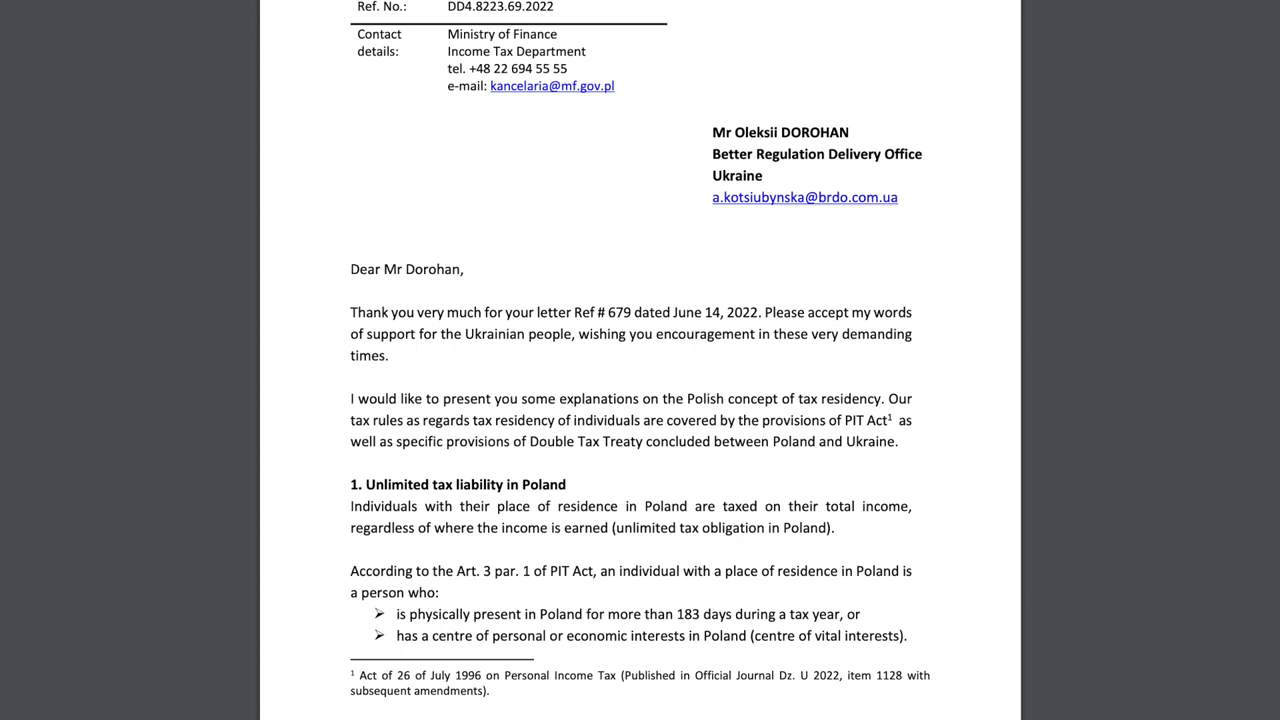 Ref. No.: DD4.8223.69.2022
Contact Ministry of Finance
details: Income Tax Department
tel. +48 22 694 55 55
e-mail: kancelaria@mf.gov.pl
Mr Oleksii DOROHAN
Better Regulation Delivery Office
Ukraine
a.kotsiubynska@brdo.com.ua
Dear Mr Dorohan,
Thank you very much for your letter Ref # 679 dated June 14, 2022. Please accept my words
of support for the Ukrainian people, wishing you encouragement in these very demanding
times.
I would like to present you some explanations on the Polish concept of tax residency. Our
tax rules as regards tax residency of individuals are covered by the provisions of PIT Act¹ as
well as specific provisions of Double Tax Treaty concluded between Poland and Ukraine.
1. Unlimited tax liability in Poland
Individuals with their place of residence in Poland are taxed on their total income,
regardless of where the income is earned (unlimited tax obligation in Poland).
According to the Art. 3 par. 1 of PIT Act, an individual with a place of residence in Poland is
a person who:
➢ is physically present in Poland for more than 183 days during a tax year, or
➢ has a centre of personal or economic interests in Poland (centre of vital interests).
¹ Act of 26 of July 1996 on Personal Income Tax (Published in Official Journal Dz. U 2022, item 1128 with
subsequent amendments).